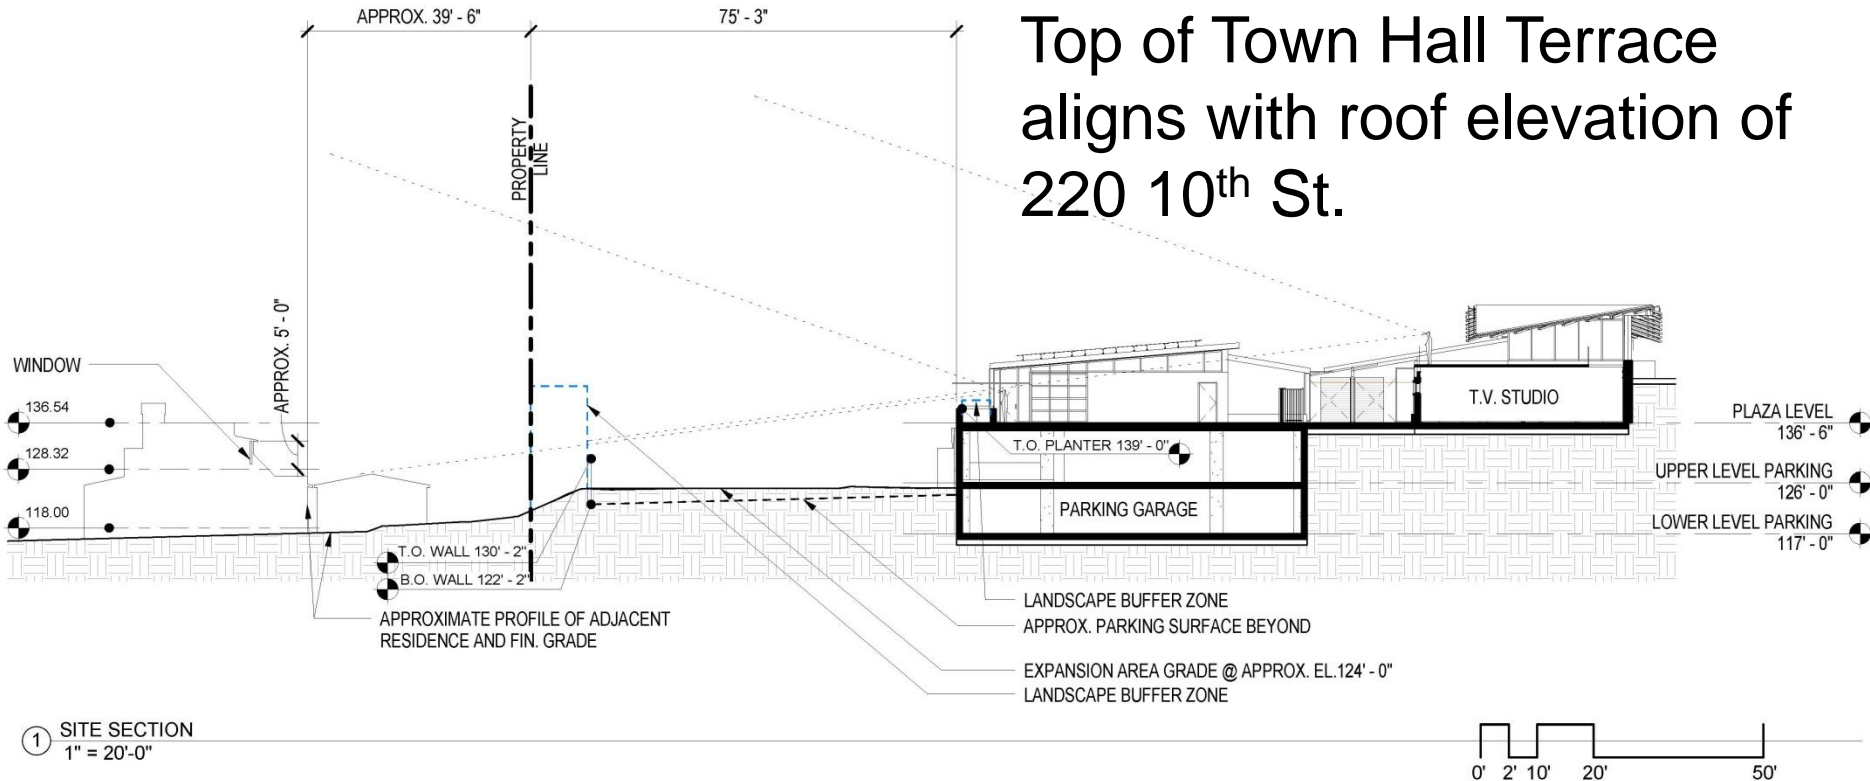 APPROX. 39' - 6"
75' - 3"
Top of Town Hall Terrace
aligns with roof elevation of
220 10th St.
PROPERTY
LINE
WINDOW
APPROX. 5' - 0"
136.54
128.32
118.00
T.V. STUDIO
PLAZA LEVEL
136' - 6"
T.O. PLANTER 139' - 0"
UPPER LEVEL PARKING
126' - 0"
PARKING GARAGE
LOWER LEVEL PARKING
117' - 0"
T.O. WALL 130' - 2"
B.O. WALL 122' - 2"
APPROXIMATE PROFILE OF ADJACENT
RESIDENCE AND FIN. GRADE
LANDSCAPE BUFFER ZONE
APPROX. PARKING SURFACE BEYOND
EXPANSION AREA GRADE @ APPROX. EL.124' - 0"
LANDSCAPE BUFFER ZONE
1 SITE SECTION
1" = 20'-0"
0' 2' 10' 20' 50'